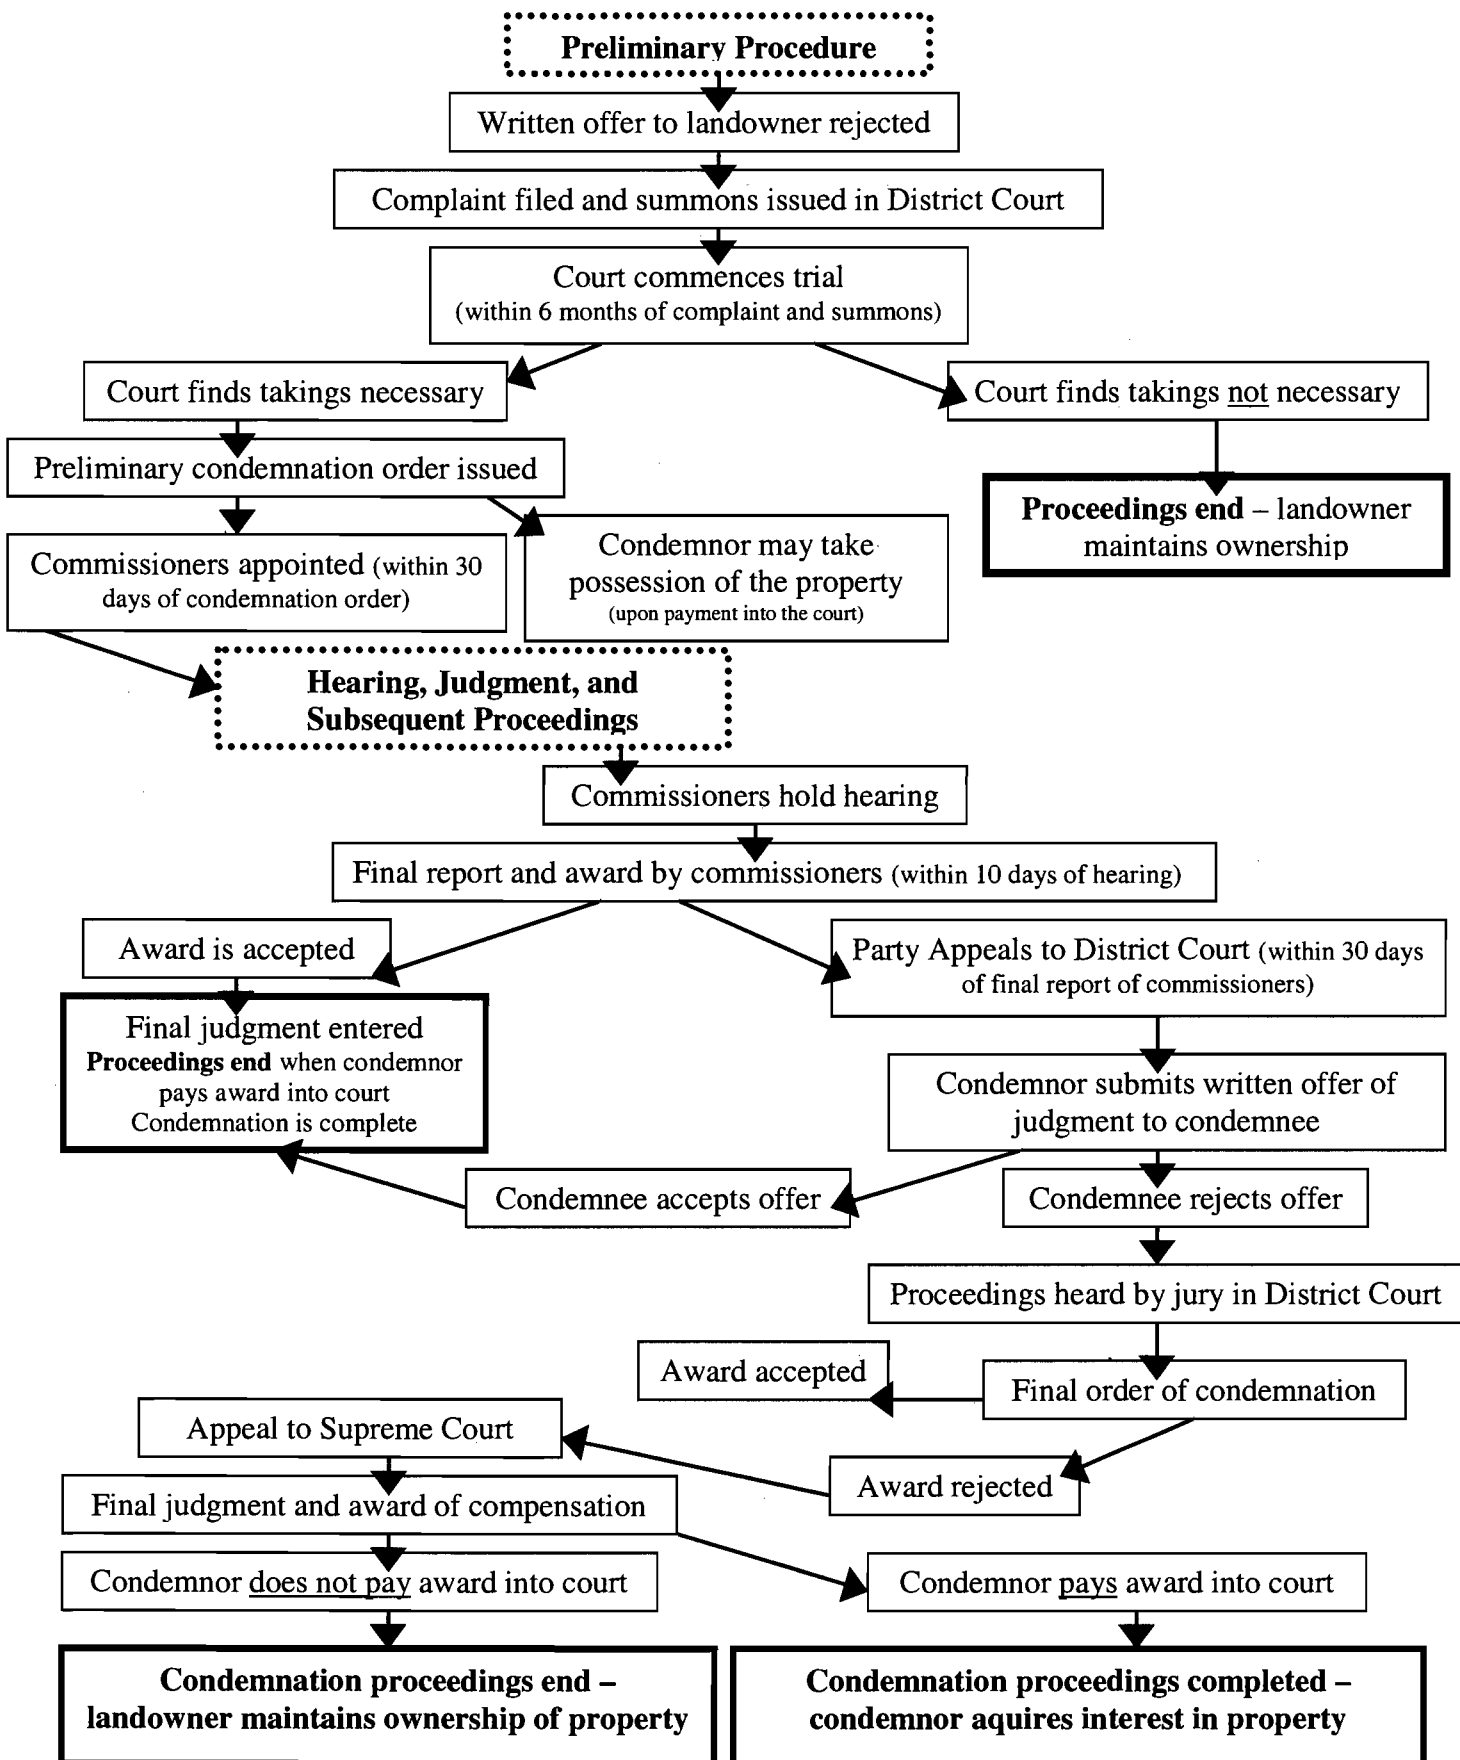 Preliminary Procedure
Written offer to landowner rejected
Complaint filed and summons issued in District Court
Court commences trial
(within 6 months of complaint and summons)
Court finds takings necessary
Court finds takings not necessary
Preliminary condemnation order issued
Proceedings end – landowner
maintains ownership
Commissioners appointed (within 30
days of condemnation order)
Condemnor may take
possession of the property
(upon payment into the court)
Hearing, Judgment, and
Subsequent Proceedings
Commissioners hold hearing
Final report and award by commissioners (within 10 days of hearing)
Award is accepted
Party Appeals to District Court (within 30 days
of final report of commissioners)
Final judgment entered
Proceedings end when condemnor
pays award into court
Condemnation is complete
Condemnor submits written offer of
judgment to condemnee
Condemnee accepts offer
Condemnee rejects offer
Proceedings heard by jury in District Court
Award accepted
Final order of condemnation
Appeal to Supreme Court
Award rejected
Final judgment and award of compensation
Condemnor does not pay award into court
Condemnor pays award into court
Condemnation proceedings end –
landowner maintains ownership of property
Condemnation proceedings completed –
condemnor aquires interest in property